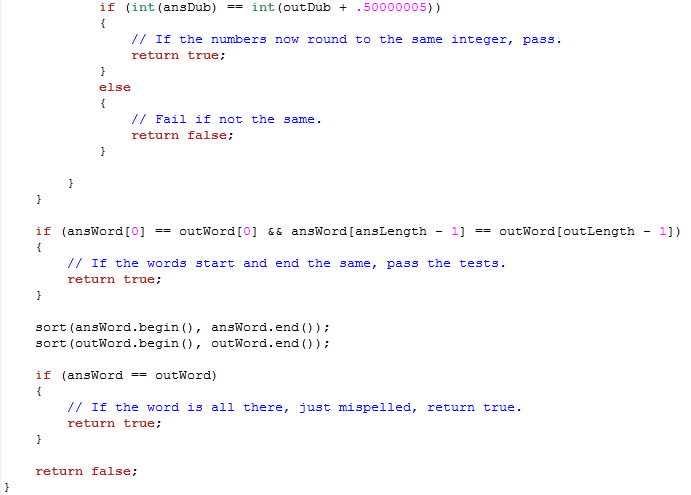 if (int(ansDub) == int(outDub + .50000005))
{
// If the numbers now round to the same integer, pass.
return true;
}
else
{
// Fail if not the same.
return false;
}
}
}
if (ansWord[0] == outWord[0] && ansWord[ansLength - 1] == outWord[outLength - 1])
{
// If the words start and end the same, pass the tests.
return true;
}
sort(ansWord.begin(), ansWord.end());
sort(outWord.begin(), outWord.end());
if (ansWord == outWord)
{
// If the word is all there, just mispelled, return true.
return true;
}
return false;
}